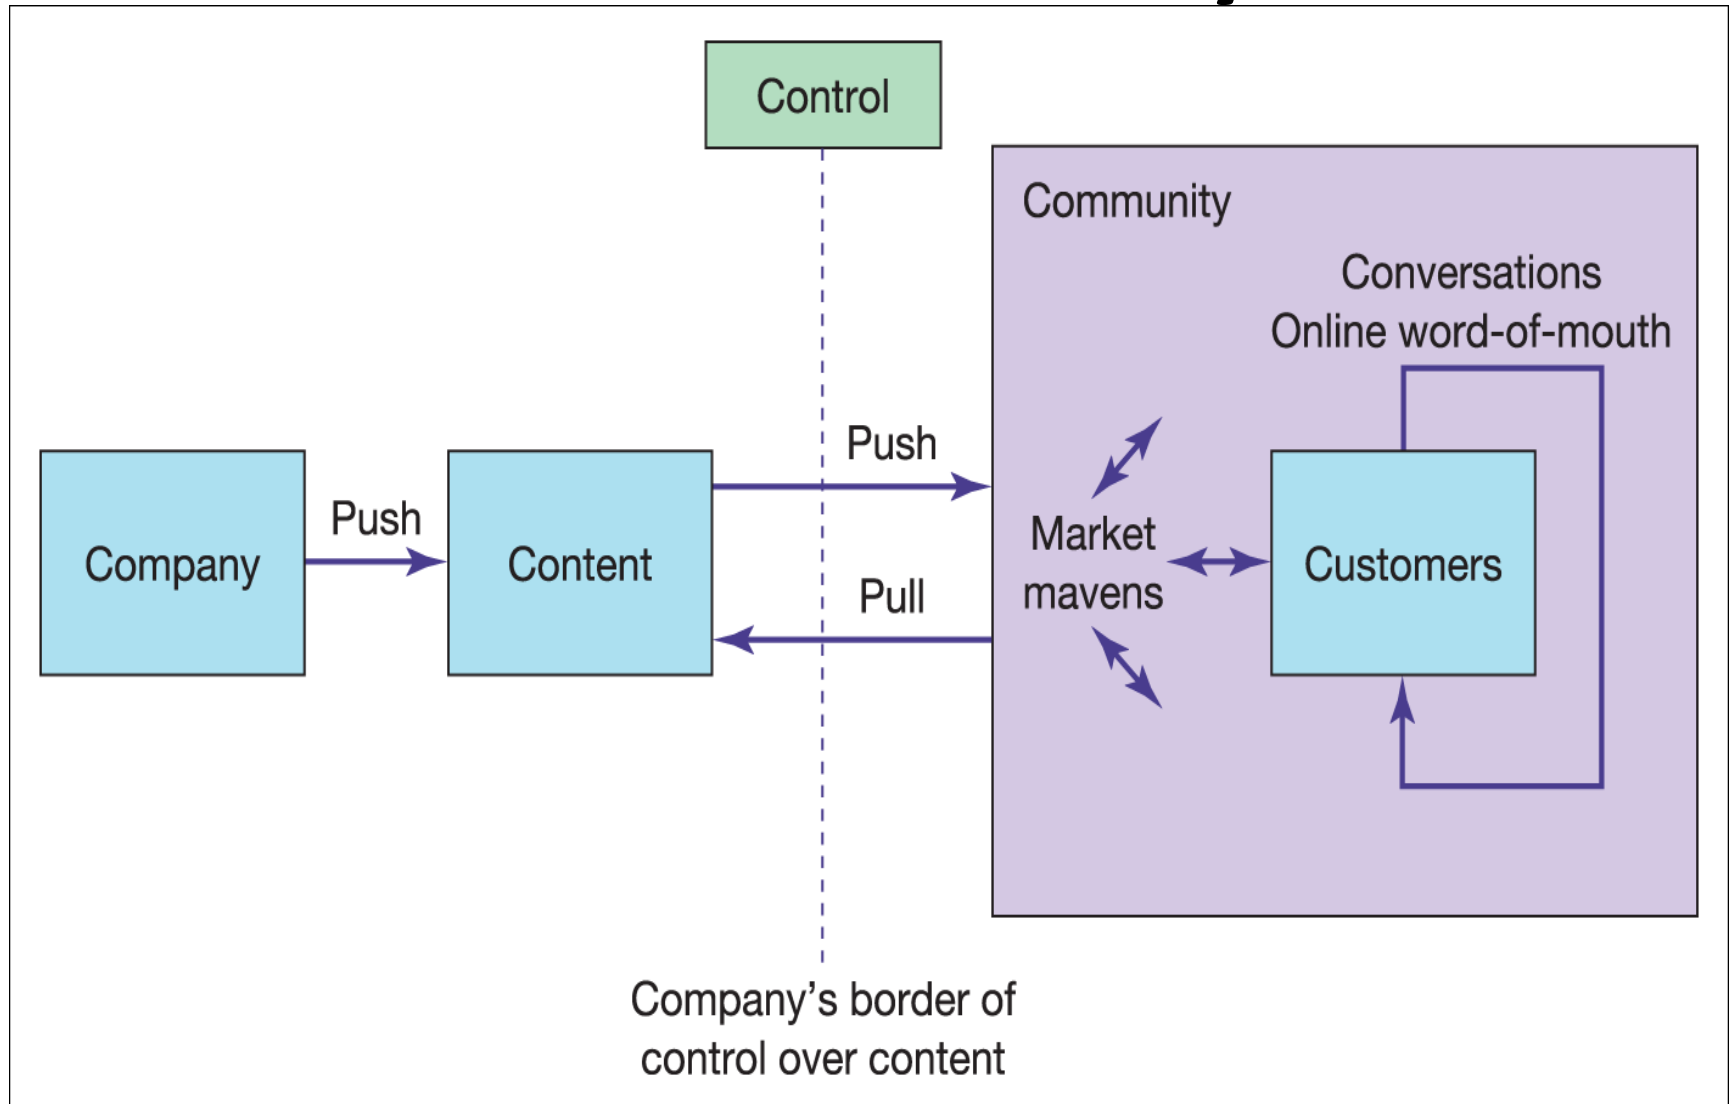 Control
Community
Conversations
Online word-of-mouth
Push
Push
Company
Content
Market
mavens
Customers
Pull
Company’s border of
control over content